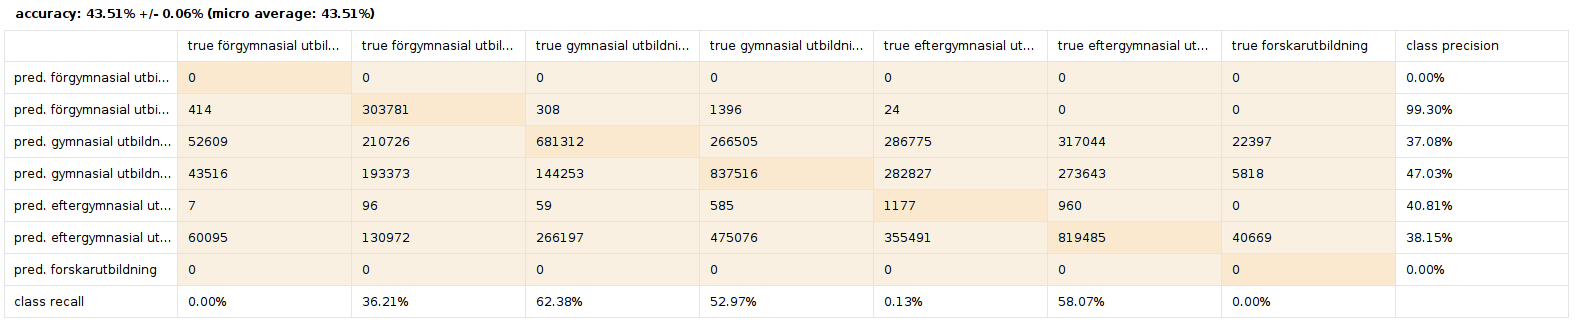 accuracy: 43.51% +/- 0.06% (micro average: 43.51%)
true förgymnasial utbil... true förgymnasial utbil... true gymnasial utbildni... true gymnasial utbildni... true eftergymnasial ut... true eftergymnasial ut... true forskarutbildning class precision
pred. förgymnasial utbi... 0 0 0 0 0 0 0 0.00%
pred. förgymnasial utbi... 414 303781 308 1396 24 0 0 99.30%
pred. gymnasial utbildn... 52609 210726 681312 266505 286775 317044 22397 37.08%
pred. gymnasial utbildn... 43516 193373 144253 837516 282827 273643 5818 47.03%
pred. eftergymnasial ut... 7 96 59 585 1177 960 0 40.81%
pred. eftergymnasial ut... 60095 130972 266197 475076 355491 819485 40669 38.15%
pred. forskarutbildning 0 0 0 0 0 0 0 0.00%
class recall 0.00% 36.21% 62.38% 52.97% 0.13% 58.07% 0.00%